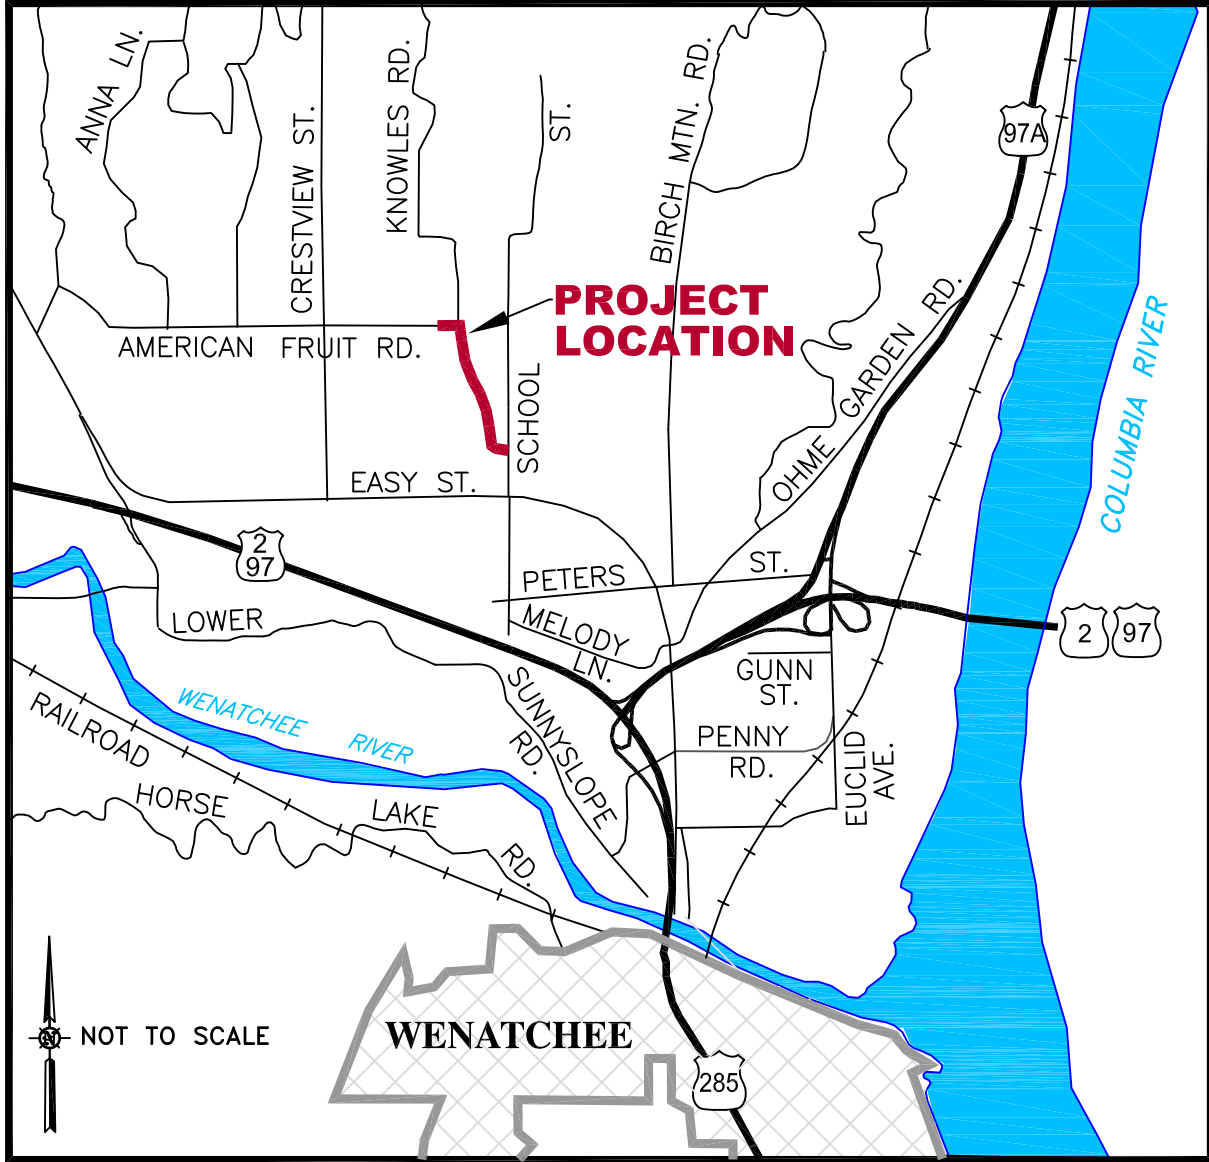 ANNA LN.
CRESTVIEW ST.
KNOWLES RD.
ST.
BIRCH MTN. RD.
97A
PROJECT
LOCATION
AMERICAN FRUIT RD.
SCHOOL
OHME GARDEN RD.
COLUMBIA RIVER
EASY ST.
2
97
PETERS ST.
LOWER
MELODY
LN.
2
97
GUNN
ST.
SUNNYSLOPE
RD.
PENNY
RD.
EUCLID
AVE.
WENATCHEE RIVER
RAILROAD
HORSE LAKE RD.
N
NOT TO SCALE
WENATCHEE
285